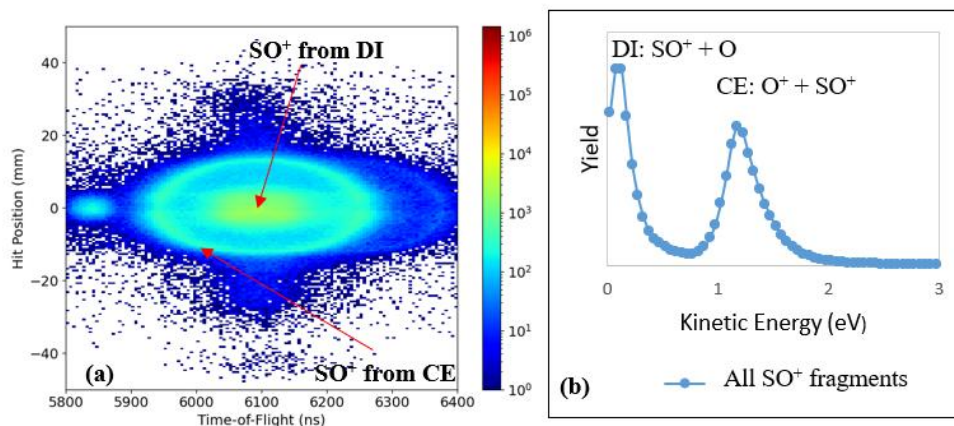 SO⁺ from DI
SO⁺ from CE
(a)
Hit Position (mm)
40
20
0
−20
−40
5800 5900 6000 6100 6200 6300 6400
Time-of-Flight (ns)
10⁶
10⁵
10⁴
10³
10²
10¹
10⁰
DI: SO⁺ + O
CE: O⁺ + SO⁺
Yield
0 1 2 3
Kinetic Energy (eV)
(b)
All SO⁺ fragments